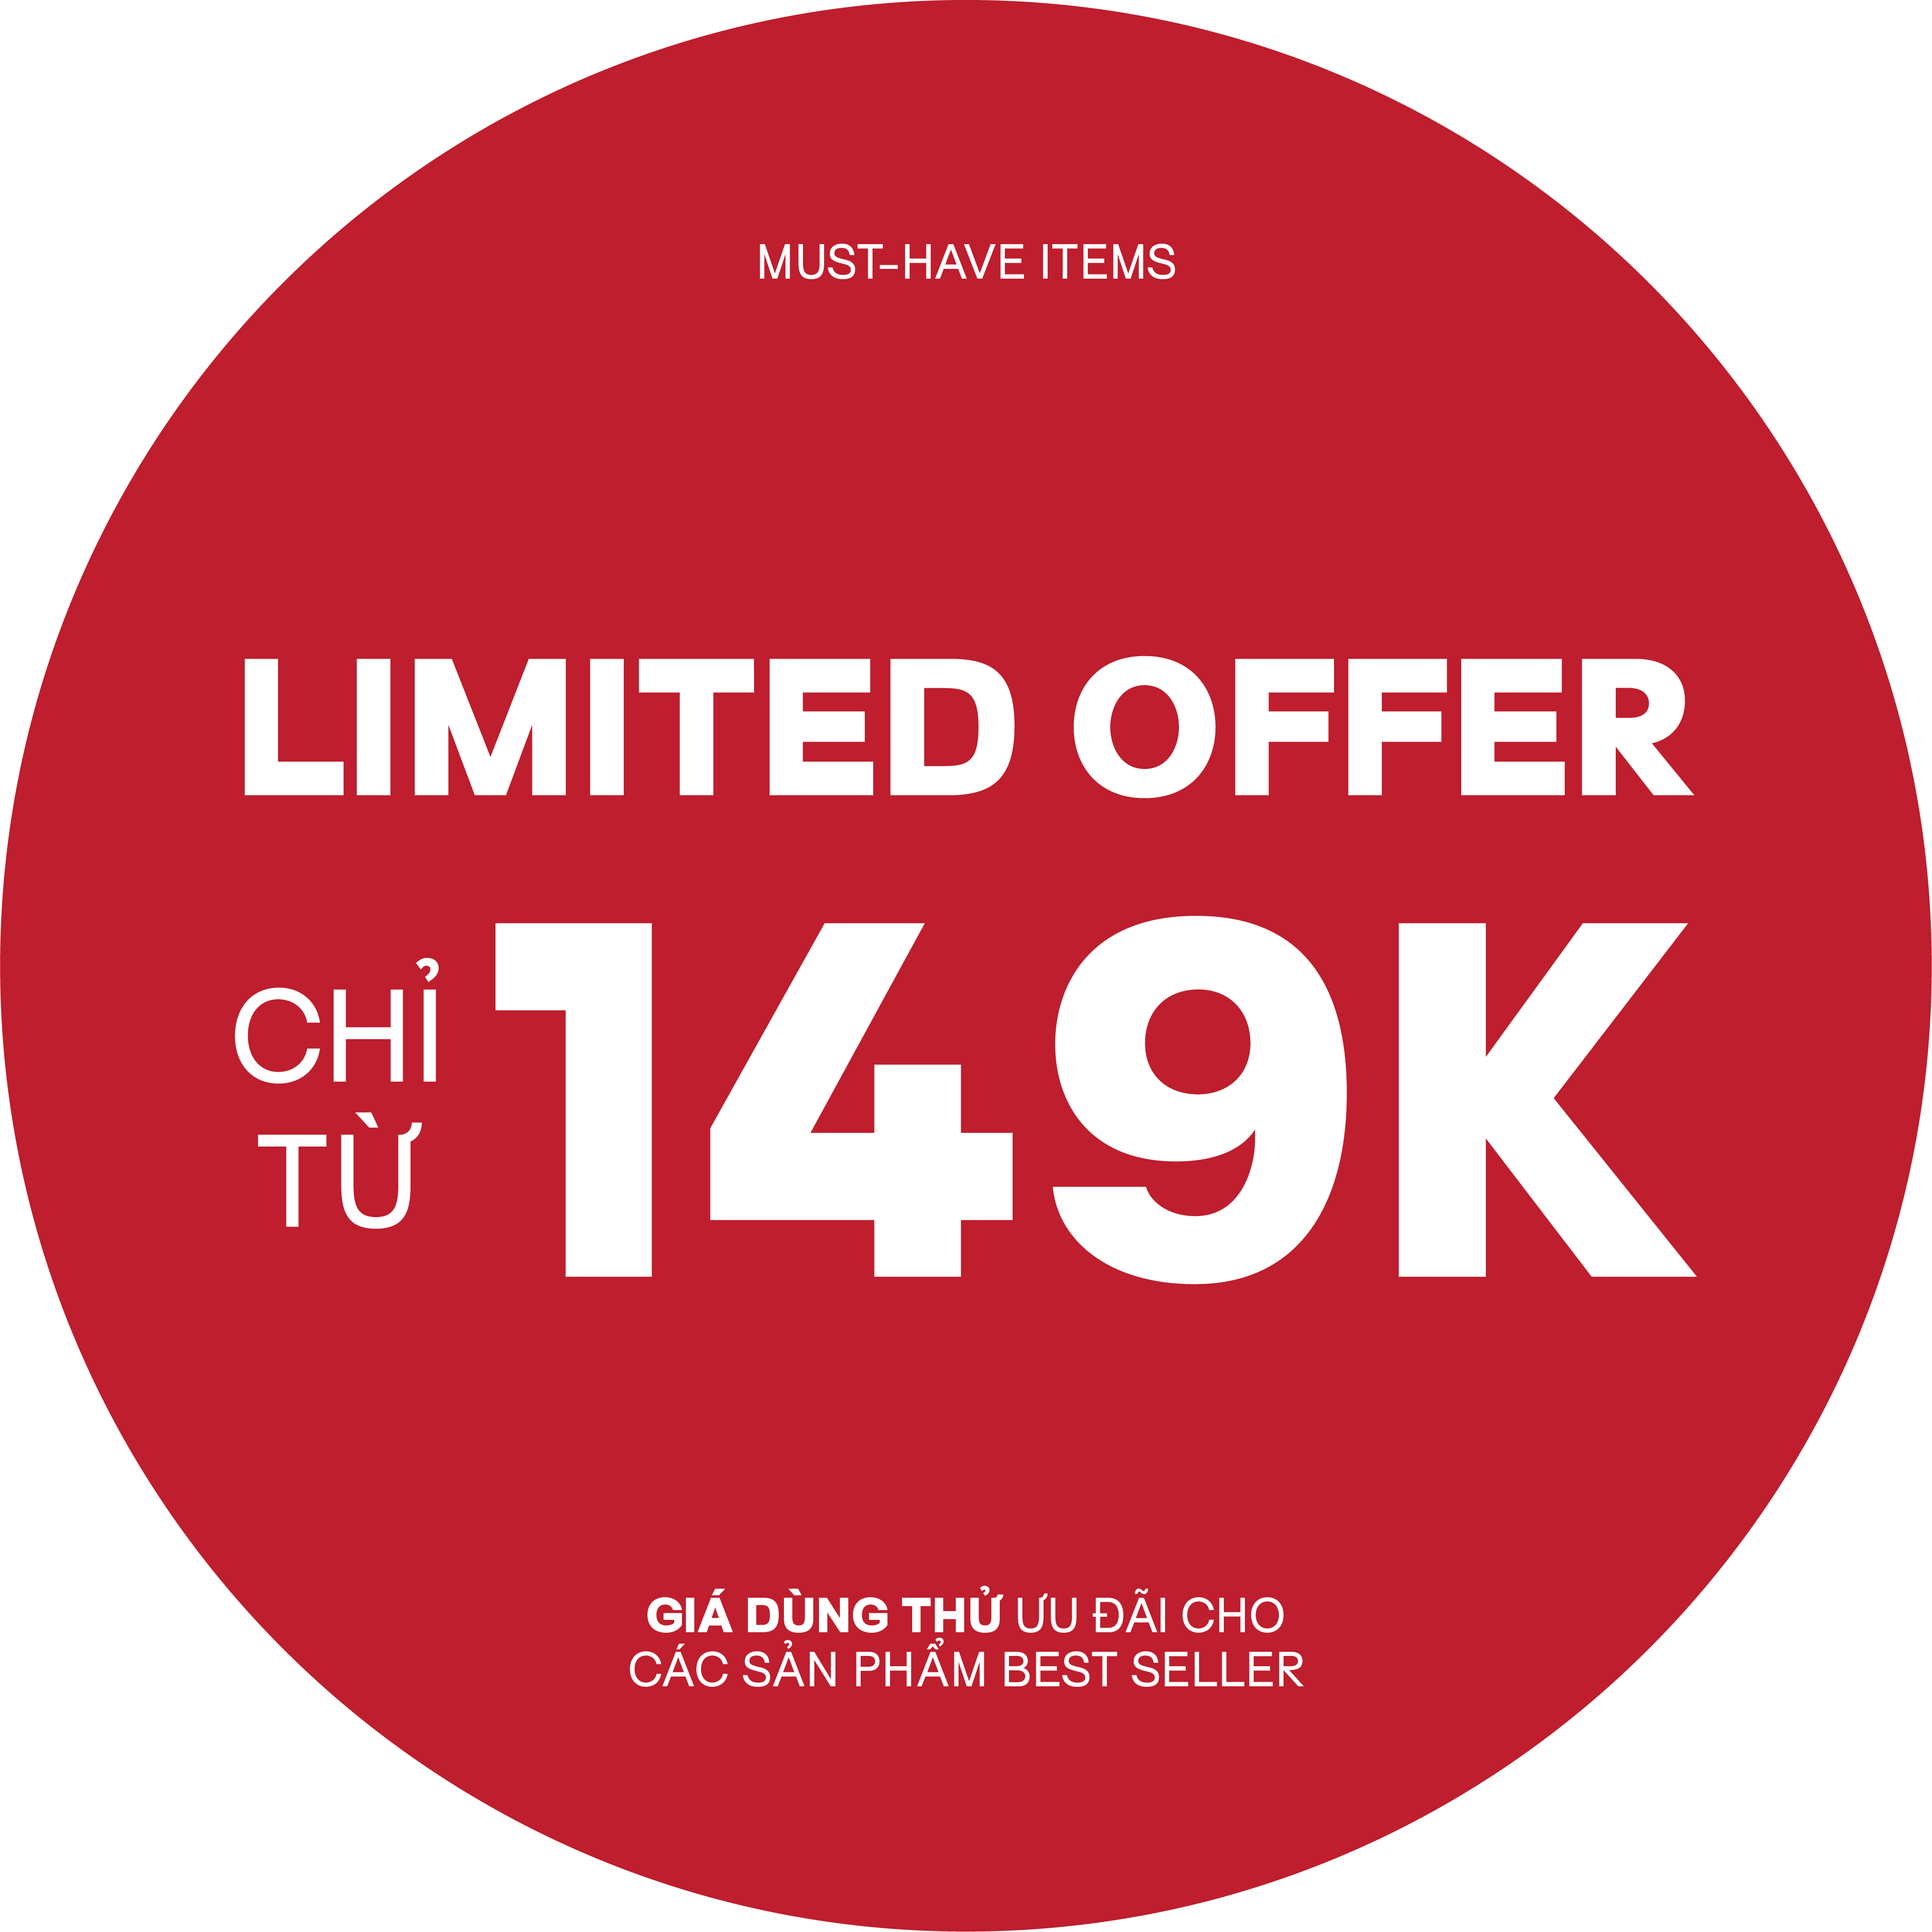 MUST-HAVE ITEMS
LIMITED OFFER
CHỈ TỪ 149K
GIÁ DÙNG THỬ ƯU ĐÃI CHO
CÁC SẢN PHẨM BEST SELLER